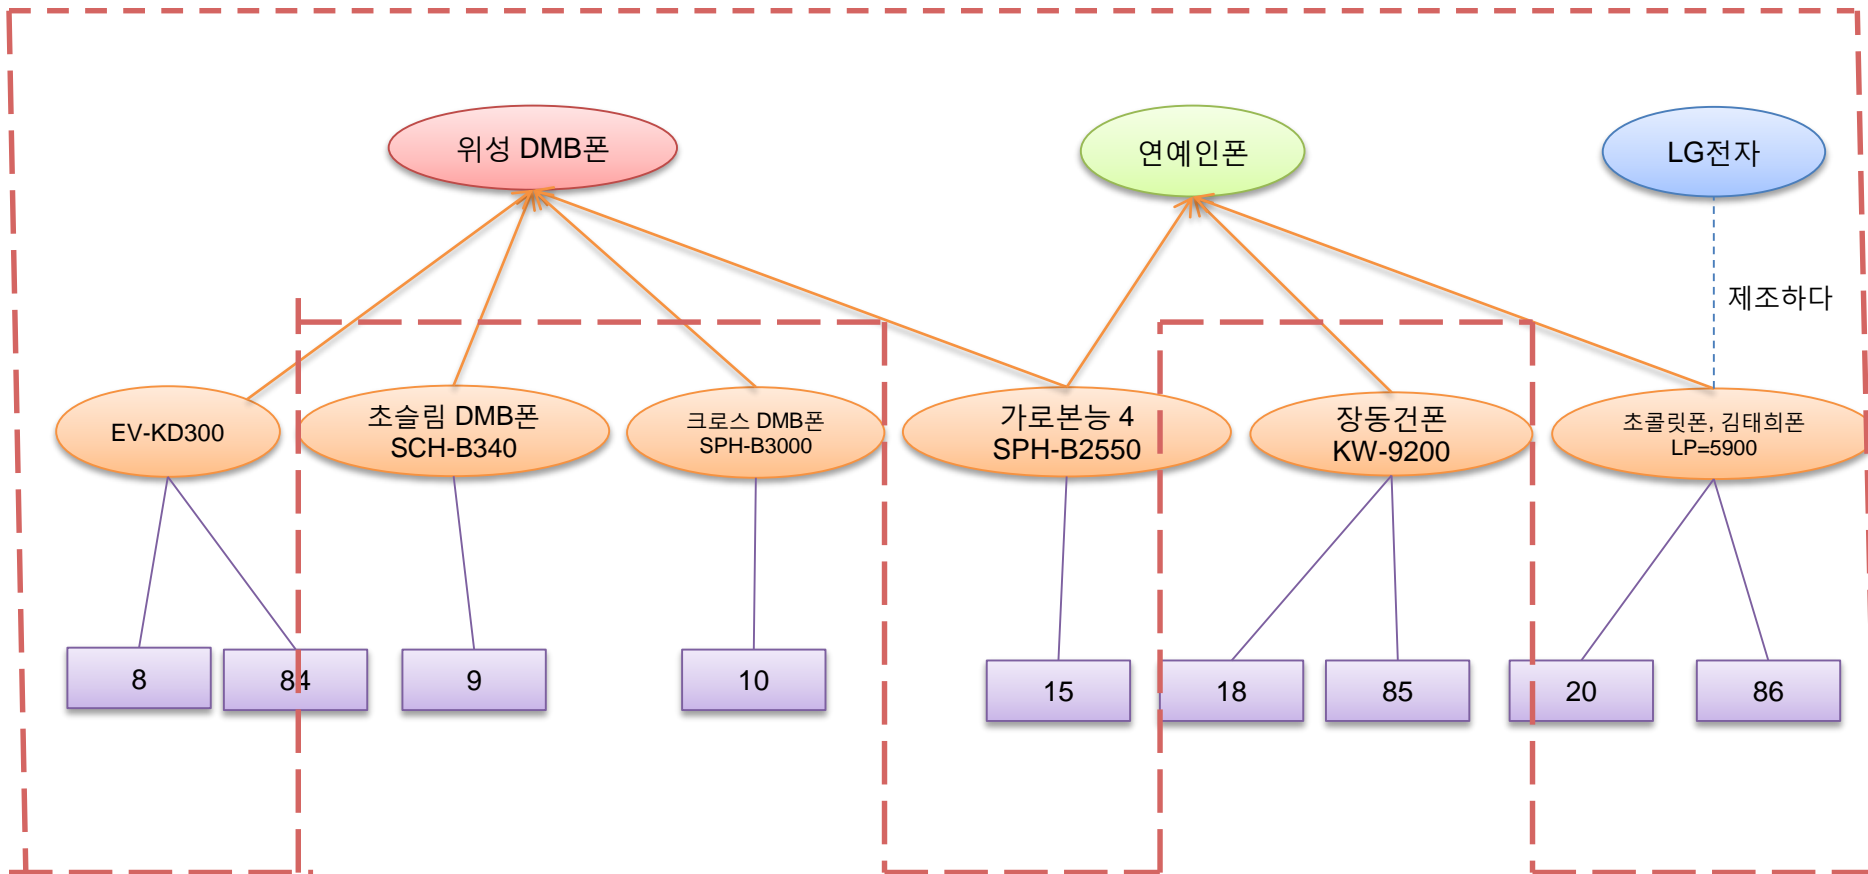 위성 DMB폰
연예인폰
LG전자
제조하다
EV-KD300
초슬림 DMB폰
SCH-B340
크로스 DMB폰
SPH-B3000
가로본능 4
SPH-B2550
장동건폰
KW-9200
초콜릿폰, 김태희폰
LP=5900
8
84
9
10
15
18
85
20
86